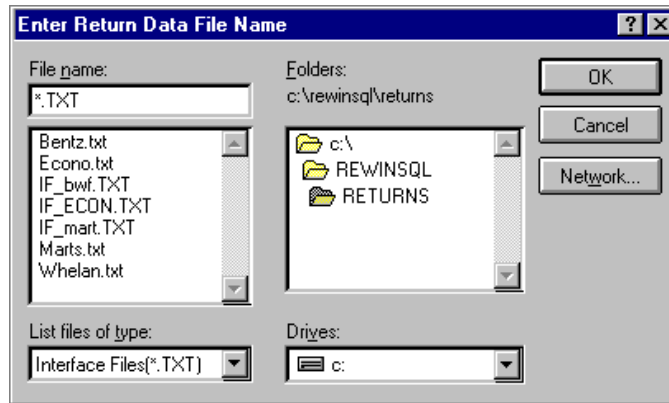 Enter Return Data File Name
File name:
*.TXT
Bentz.txt
Econo.txt
IF_bwf.TXT
IF_ECON.TXT
IF_mart.TXT
Marts.txt
Whelan.txt
List files of type:
Interface Files(*.TXT)
Folders:
c:\rewinsql\returns
c:\
REWINSQL
RETURNS
Drives:
c:
OK
Cancel
Network...